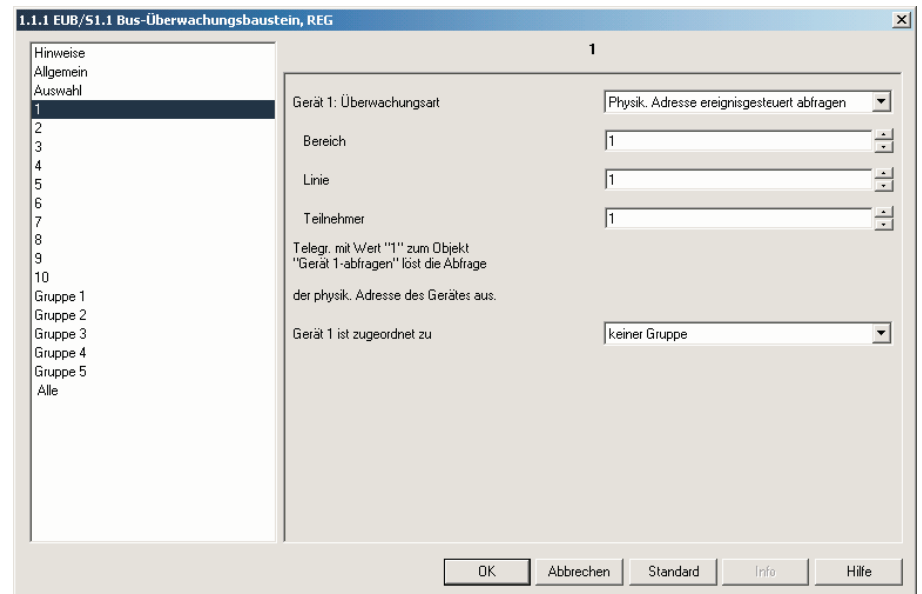 1.1.1 EUB/S1.1 Bus-Überwachungsbaustein, REG
Hinweise
Allgemein
Auswahl
1
2
3
4
5
6
7
8
9
10
Gruppe 1
Gruppe 2
Gruppe 3
Gruppe 4
Gruppe 5
Alle
1
Gerät 1: Überwachungsart
Physik. Adresse ereignisgesteuert abfragen
Bereich
1
Linie
1
Teilnehmer
1
Telegr. mit Wert "1" zum Objekt
"Gerät 1-abfragen" löst die Abfrage
der physik. Adresse des Gerätes aus.
Gerät 1 ist zugeordnet zu
keiner Gruppe
OK
Abbrechen
Standard
Info
Hilfe